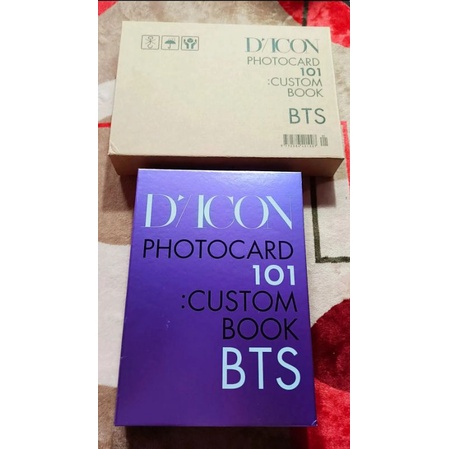 D'ICON
PHOTOCARD
101
:CUSTOM
BOOK
BTS
D'ICON
PHOTOCARD
101
:CUSTOM
BOOK
BTS